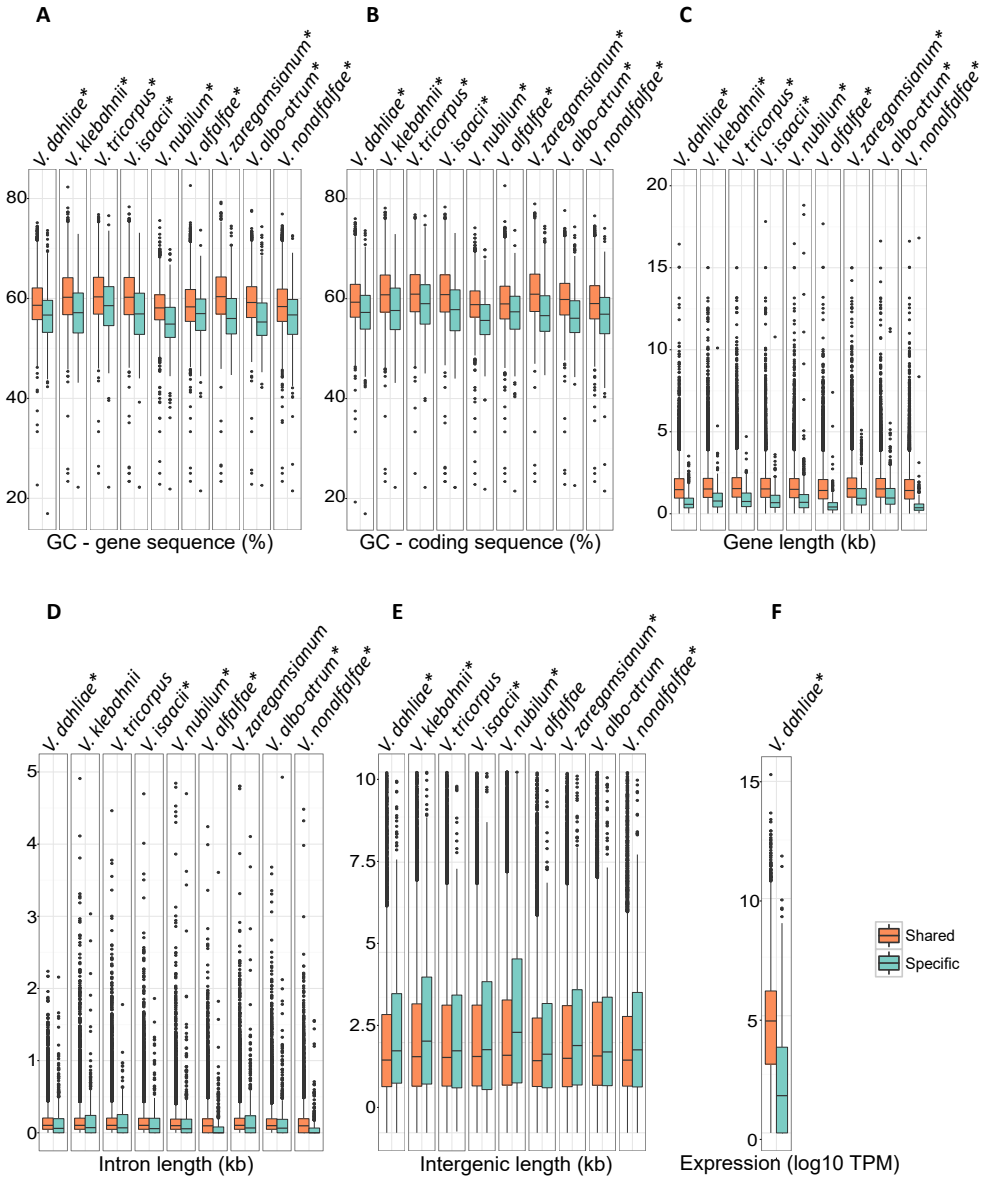 A
B
C
V. dahliae*
V. klebahnii*
V. tricorpus*
V. isaacii*
V. nubilum*
V. alfalfae*
V. zaregamsianum*
V. albo-atrum*
V. nonalfalfae*
V. dahliae*
V. klebahnii*
V. tricorpus*
V. isaacii*
V. nubilum*
V. alfalfae*
V. zaregamsianum*
V. albo-atrum*
V. nonalfalfae*
V. dahliae*
V. klebahnii*
V. tricorpus*
V. isaacii*
V. nubilum*
V. alfalfae*
V. zaregamsianum*
V. albo-atrum*
V. nonalfalfae*
80
60
40
20
80
60
40
20
20
15
10
5
0
GC - gene sequence (%)
GC - coding sequence (%)
Gene length (kb)
D
E
F
V. dahliae*
V. klebahnii
V. tricorpus
V. isaacii*
V. nubilum*
V. alfalfae*
V. zaregamsianum
V. albo-atrum*
V. nonalfalfae*
V. dahliae*
V. klebahnii*
V. tricorpus
V. isaacii*
V. nubilum*
V. alfalfae
V. zaregamsianum*
V. albo-atrum
V. nonalfalfae*
V. dahliae*
5
4
3
2
1
0
10
7.5
5
2.5
0
15
10
5
0
Shared
Specific
Intron length (kb)
Intergenic length (kb)
Expression (log10 TPM)